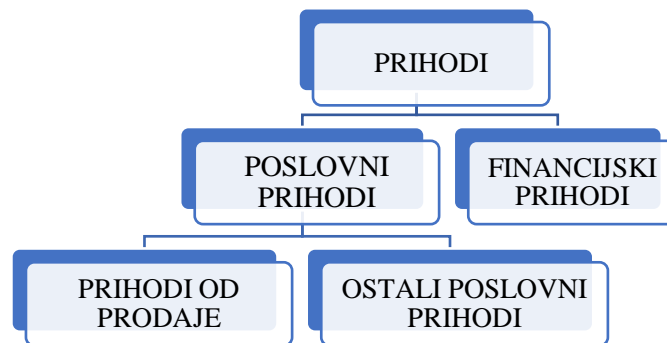 PRIHODI
POSLOVNI
PRIHODI
FINANCIJSKI
PRIHODI
PRIHODI OD
PRODAJE
OSTALI POSLOVNI
PRIHODI